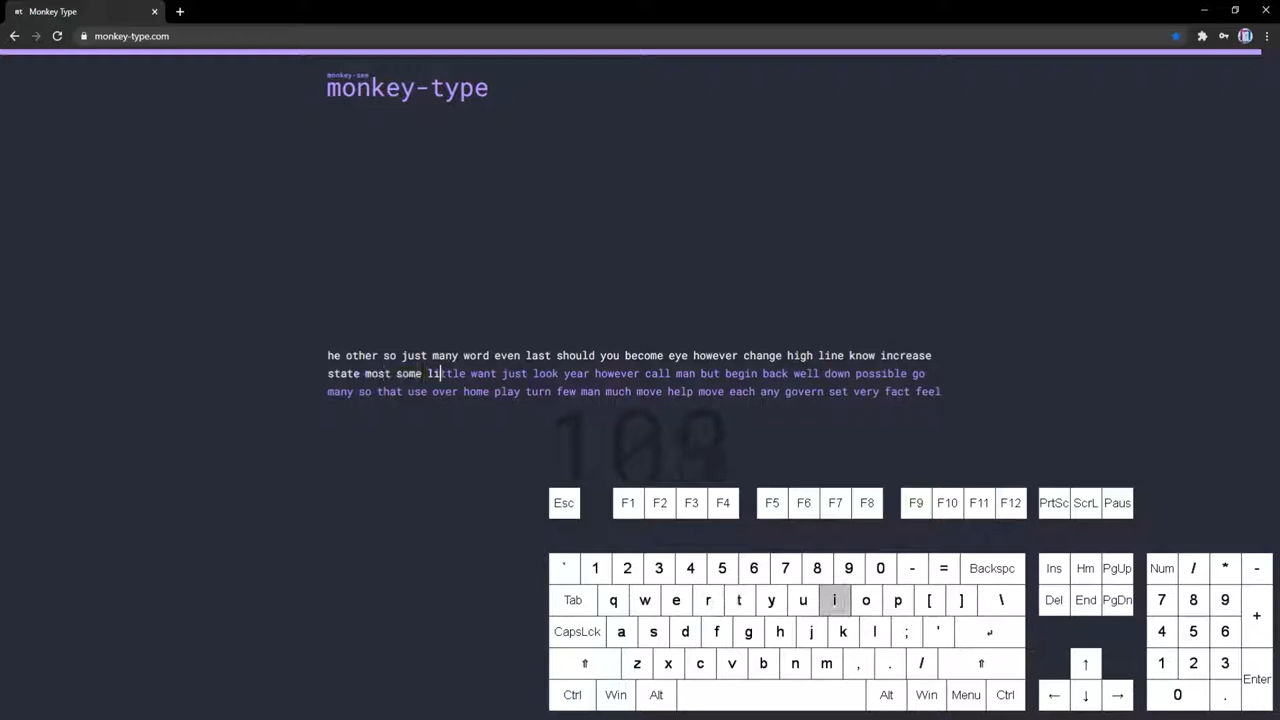 Monkey Type
monkey-type.com
monkey-see
monkey-type
he other so just many word even last should you become eye however change high line know increase
state most some little want just look year however call man but begin back well down possible go
many so that use over home play turn few man much move help move each any govern set very fact feel
108
Esc F1 F2 F3 F4 F5 F6 F7 F8 F9 F10 F11 F12 PrtSc ScrL Paus
` 1 2 3 4 5 6 7 8 9 0 - = Backspc Ins Hm PgUp Num / * -
Tab q w e r t y u i o p [ ] \ Del End PgDn 7 8 9 +
CapsLck a s d f g h j k l ; ' ↵ 4 5 6
⇧ z x c v b n m , . / ⇧ ↑ 1 2 3 Enter
Ctrl Win Alt Alt Win Menu Ctrl ← ↓ → 0 .